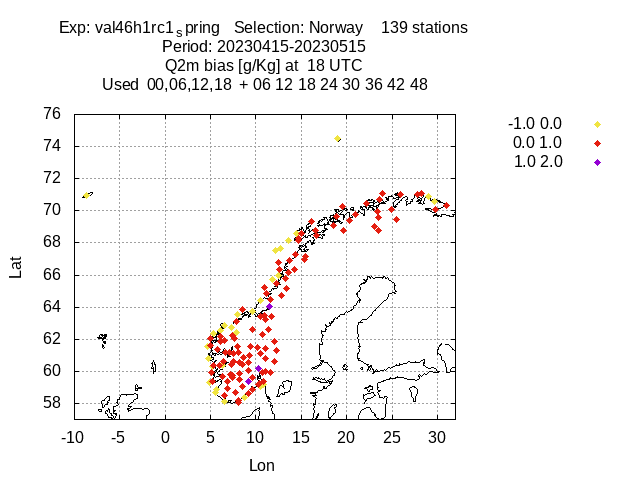 Exp: val46h1rc1spring Selection: Norway 139 stations
Period: 20230415-20230515
Q2m bias [g/Kg] at 18 UTC
Used 00,06,12,18 + 06 12 18 24 30 36 42 48
-1.0 0.0
0.0 1.0
1.0 2.0
76
74
72
70
68
66
64
62
60
58
Lat
-10 -5 0 5 10 15 20 25 30
Lon